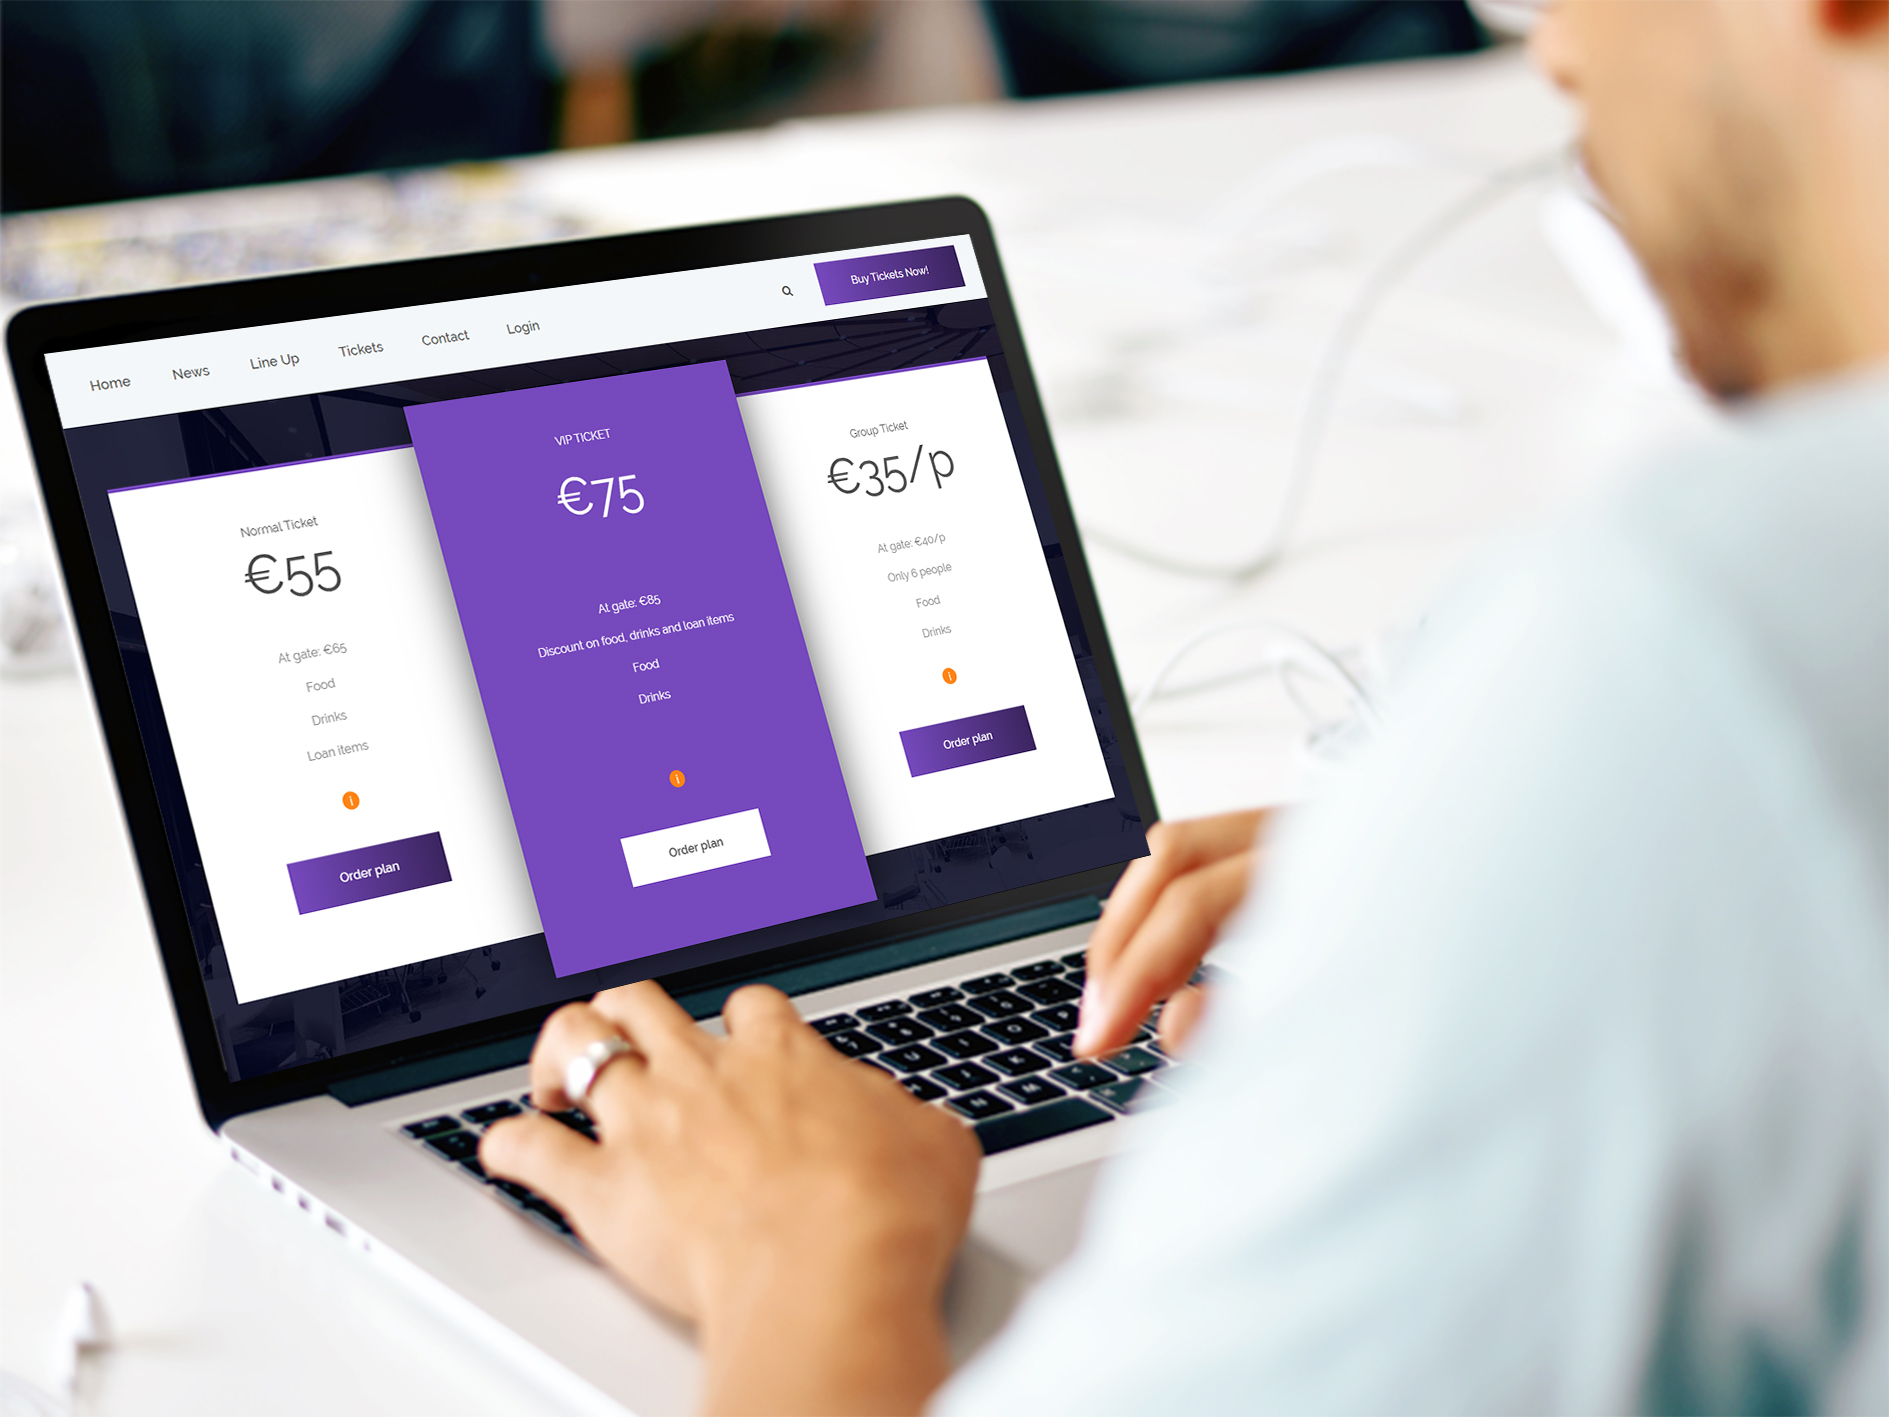 Home
News
Line Up
Tickets
Contact
Login
Buy Tickets Now!
Normal Ticket
€55
At gate: €65
Food
Drinks
Loan items
i
Order plan
VIP TICKET
€75
At gate: €85
Discount on food, drinks and loan items
Food
Drinks
i
Order plan
Group Ticket
€35/p
At gate: €40/p
Only 6 people
Food
Drinks
i
Order plan